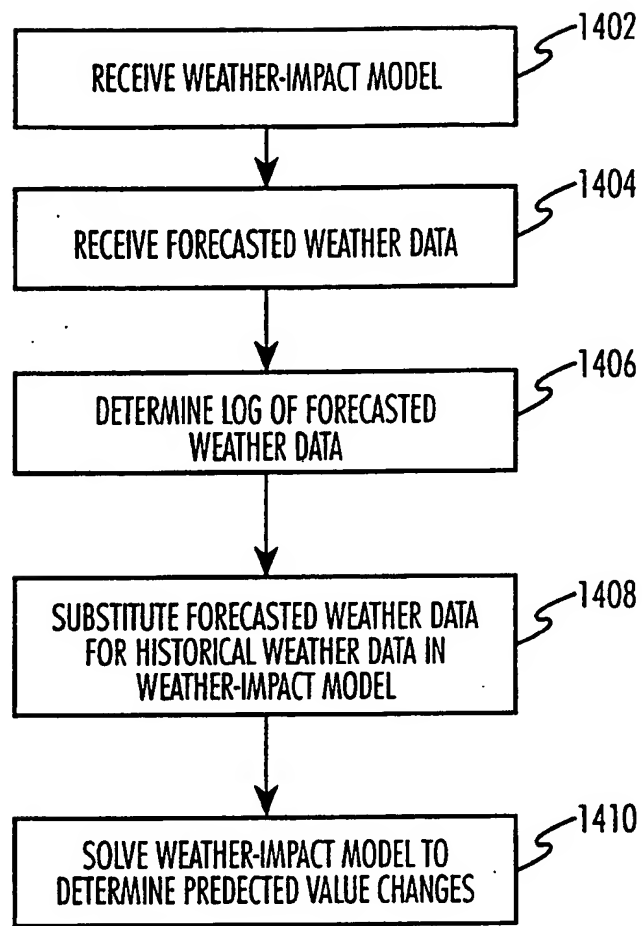 1402
RECEIVE WEATHER-IMPACT MODEL
1404
RECEIVE FORECASTED WEATHER DATA
1406
DETERMINE LOG OF FORECASTED
WEATHER DATA
1408
SUBSTITUTE FORECASTED WEATHER DATA
FOR HISTORICAL WEATHER DATA IN
WEATHER-IMPACT MODEL
1410
SOLVE WEATHER-IMPACT MODEL TO
DETERMINE PREDECTED VALUE CHANGES